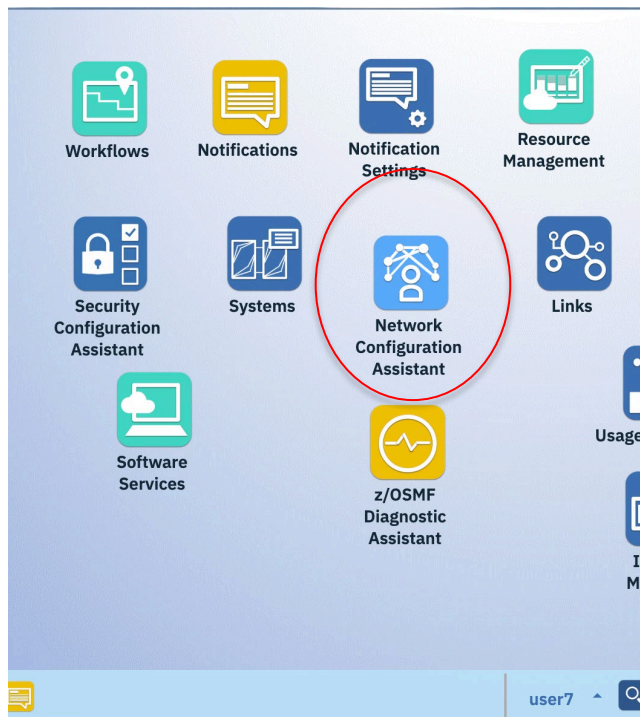 Workflows
Notifications
Notification
Settings
Resource
Management
Security
Configuration
Assistant
Systems
Network
Configuration
Assistant
Links
Software
Services
z/OSMF
Diagnostic
Assistant
Usage
user7